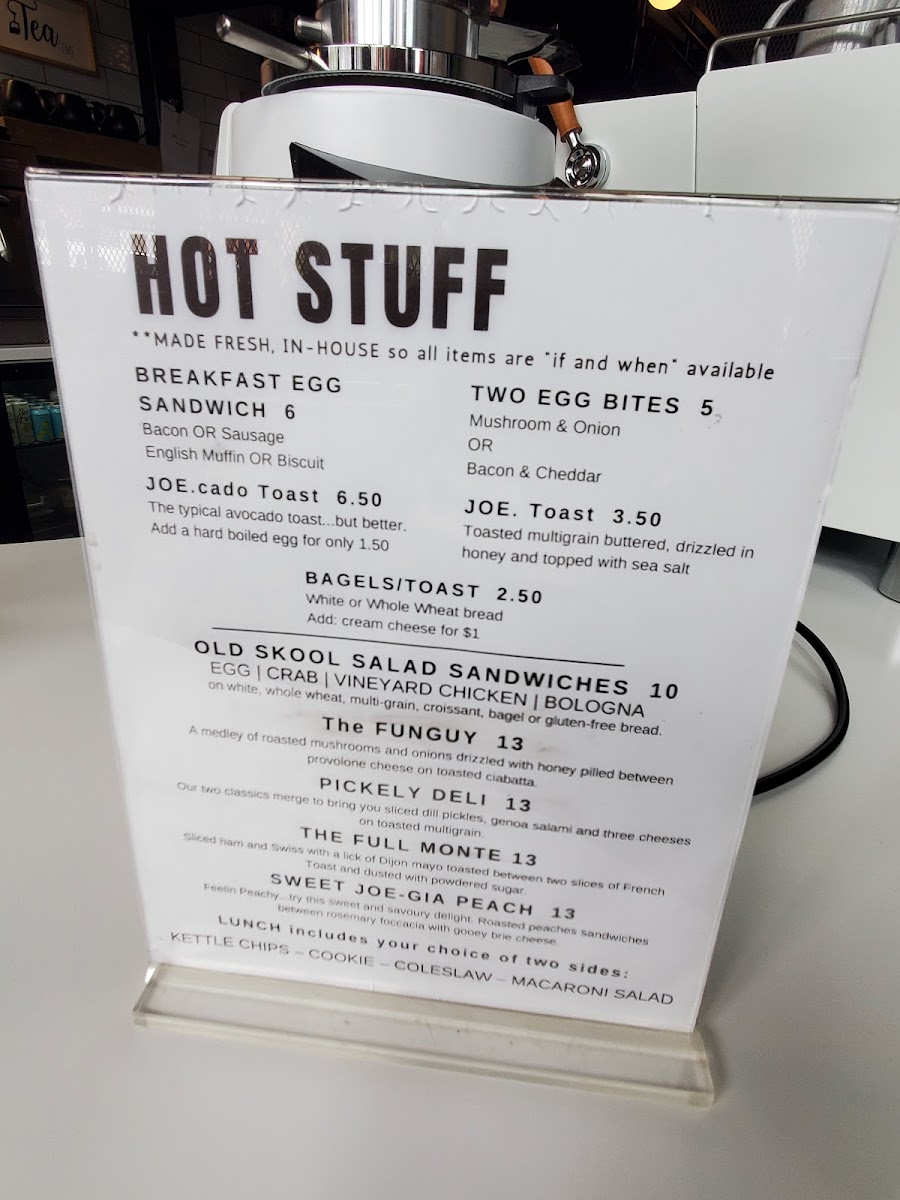 Tea
HOT STUFF
**MADE FRESH, IN-HOUSE so all items are "if and when" available
BREAKFAST EGG
SANDWICH 6
Bacon OR Sausage
English Muffin OR Biscuit
JOE.cado Toast 6.50
The typical avocado toast...but better.
Add a hard boiled egg for only 1.50
TWO EGG BITES 5
Mushroom & Onion
OR
Bacon & Cheddar
JOE. Toast 3.50
Toasted multigrain buttered, drizzled in
honey and topped with sea salt
BAGELS/TOAST 2.50
White or Whole Wheat bread
Add: cream cheese for $1
OLD SKOOL SALAD SANDWICHES 10
EGG | CRAB | VINEYARD CHICKEN | BOLOGNA
on white, whole wheat, multi-grain, croissant, bagel or gluten-free bread.
The FUNGUY 13
A medley of roasted mushrooms and onions drizzled with honey pilled between
provolone cheese on toasted ciabatta.
PICKELY DELI 13
Our two classics merge to bring you sliced dill pickles, genoa salami and three cheeses
on toasted multigrain.
THE FULL MONTE 13
Sliced ham and Swiss with a lick of Dijon mayo toasted between two slices of French
Toast and dusted with powdered sugar.
SWEET JOE-GIA PEACH 13
Feelin Peachy...try this sweet and savoury delight. Roasted peaches sandwiches
between rosemary foccacia with gooey brie cheese.
LUNCH includes your choice of two sides:
KETTLE CHIPS – COOKIE – COLESLAW – MACARONI SALAD